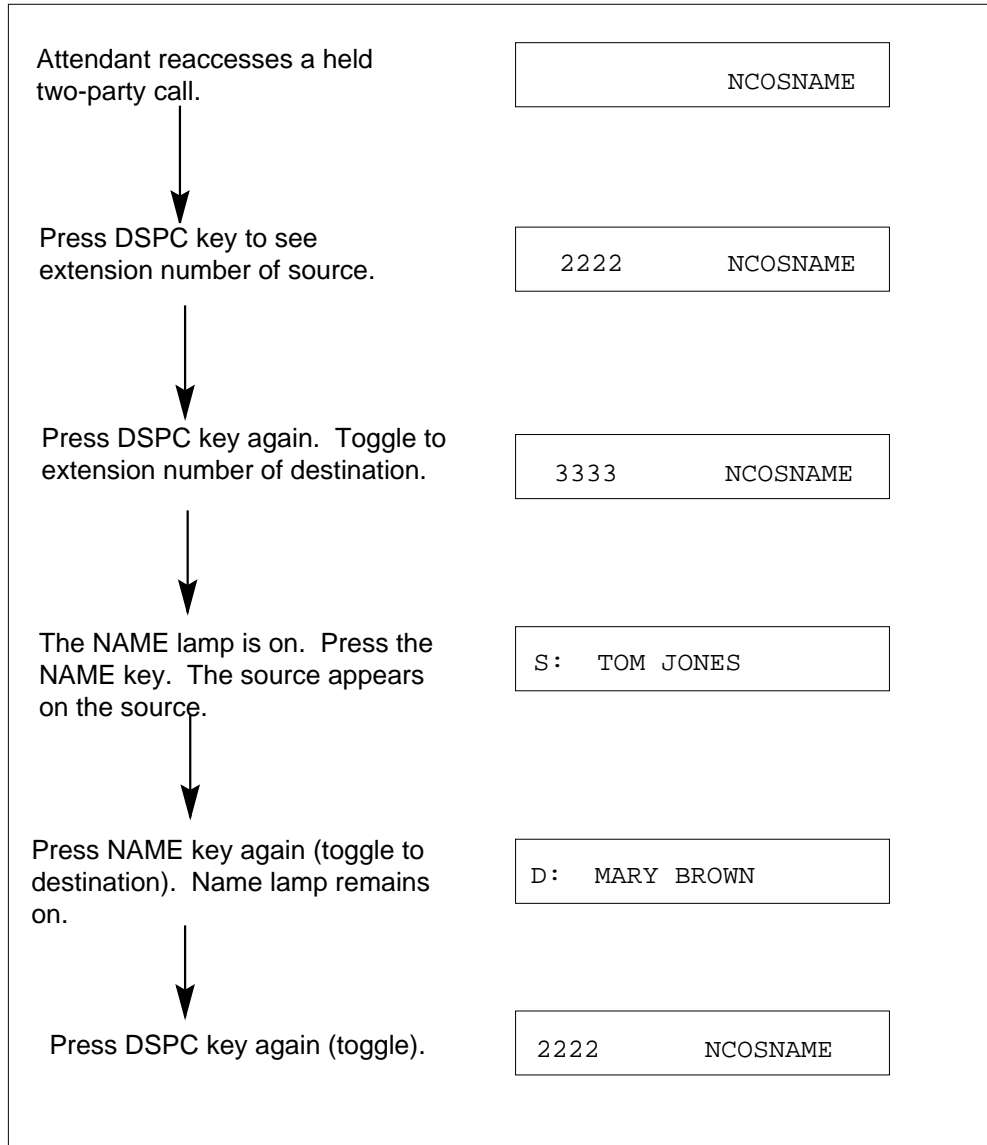 Attendant reaccesses a held
two-party call.
NCOSNAME
Press DSPC key to see
extension number of source.
2222 NCOSNAME
Press DSPC key again.  Toggle to
extension number of destination.
3333 NCOSNAME
The NAME lamp is on.  Press the
NAME key.  The source appears
on the source.
S:  TOM JONES
Press NAME key again (toggle to
destination).  Name lamp remains
on.
D:  MARY BROWN
Press DSPC key again (toggle).
2222 NCOSNAME